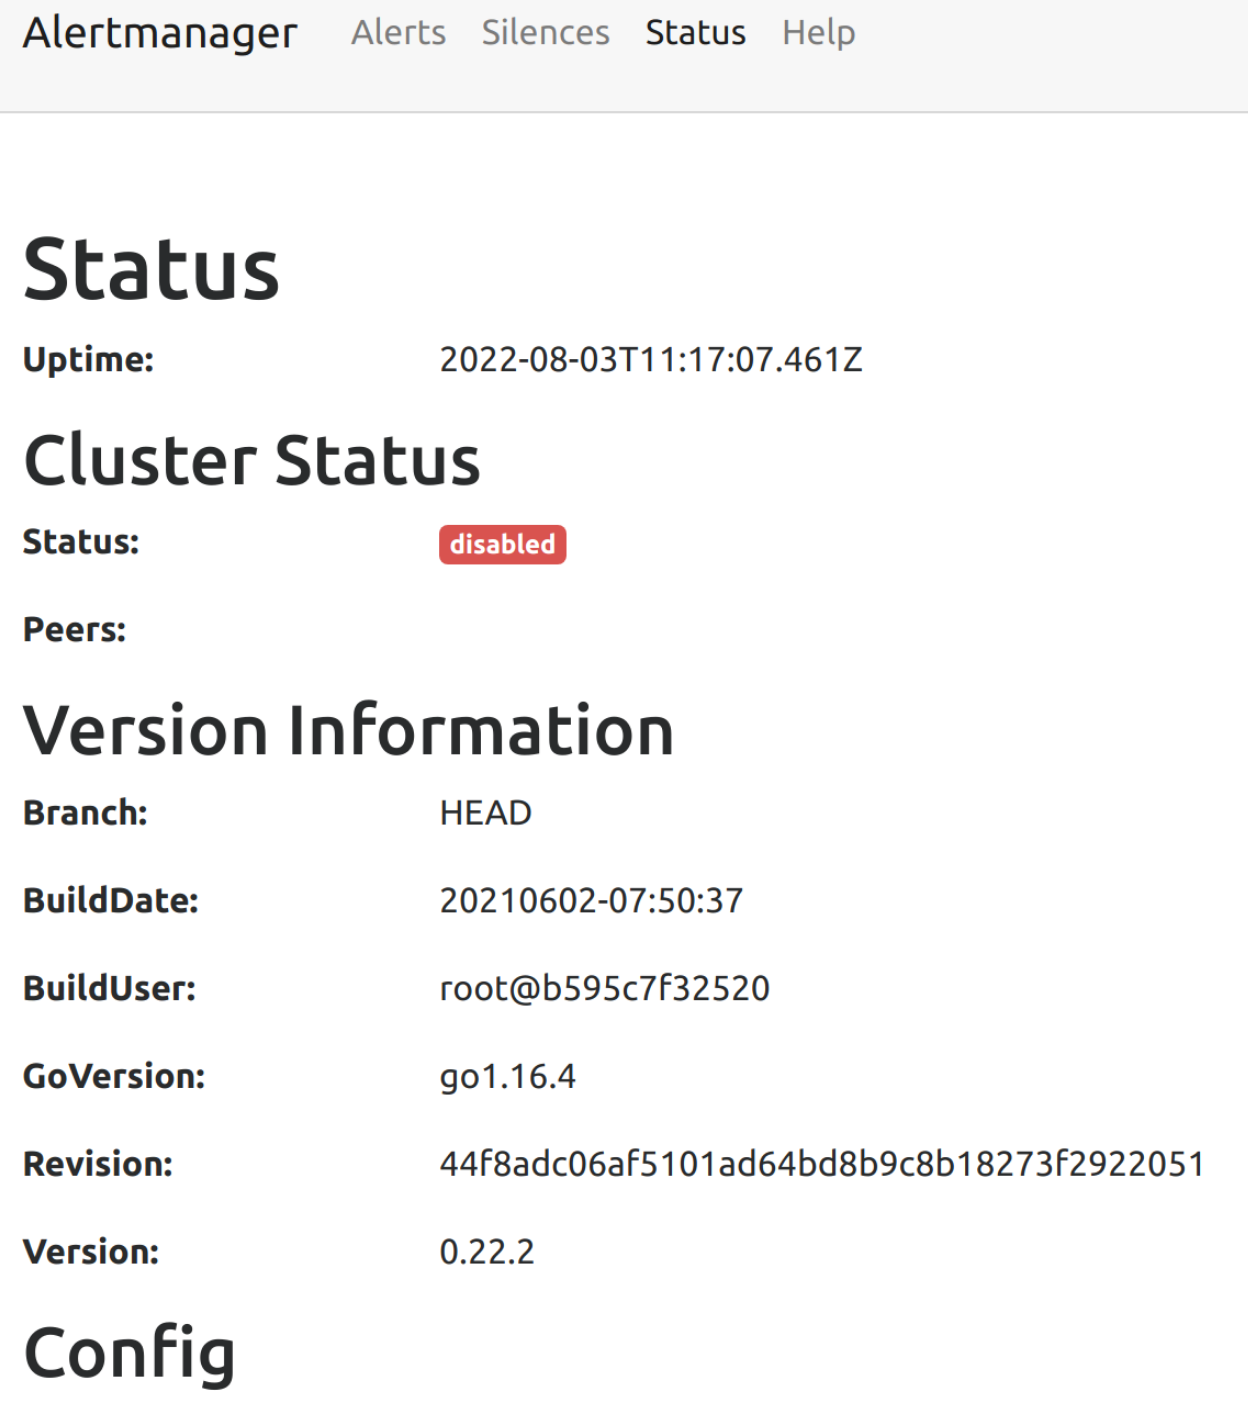 Alertmanager Alerts Silences Status Help
Status
Uptime: 2022-08-03T11:17:07.461Z
Cluster Status
Status: disabled
Peers:
Version Information
Branch: HEAD
BuildDate: 20210602-07:50:37
BuildUser: root@b595c7f32520
GoVersion: go1.16.4
Revision: 44f8adc06af5101ad64bd8b9c8b18273f2922051
Version: 0.22.2
Config